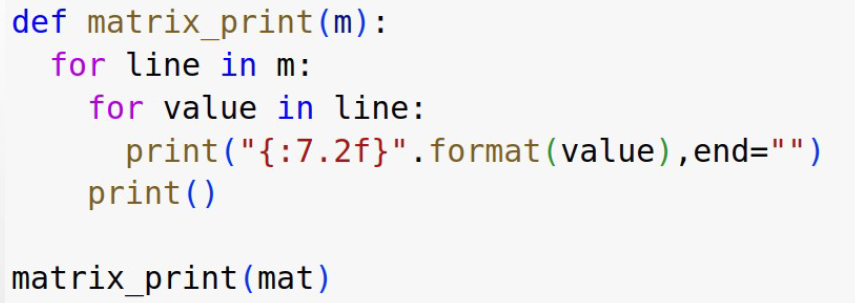 def matrix_print(m):
  for line in m:
    for value in line:
      print("{:7.2f}".format(value),end="")
    print()

matrix_print(mat)